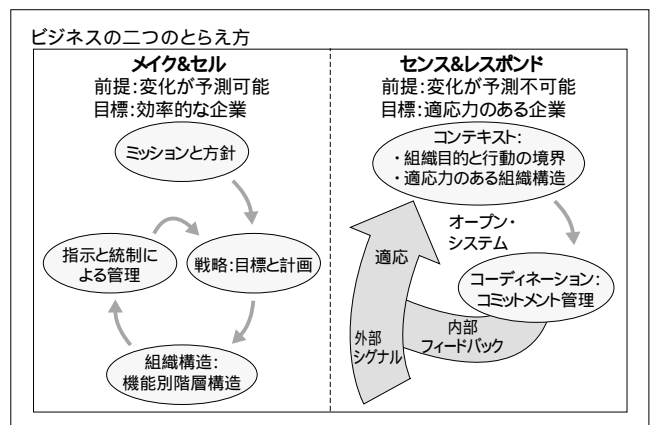 ビジネスの二つのとらえ方
メイク&セル
前提:変化が予測可能
目標:効率的な企業
ミッションと方針
指示と統制に
よる管理
戦略:目標と計画
組織構造:
機能別階層構造
センス&レスポンド
前提:変化が予測不可能
目標:適応力のある企業
コンテキスト:
・組織目的と行動の境界
・適応力のある組織構造
オープン・
システム
適応
コーディネーション:
コミットメント管理
内部
フィードバック
外部
シグナル